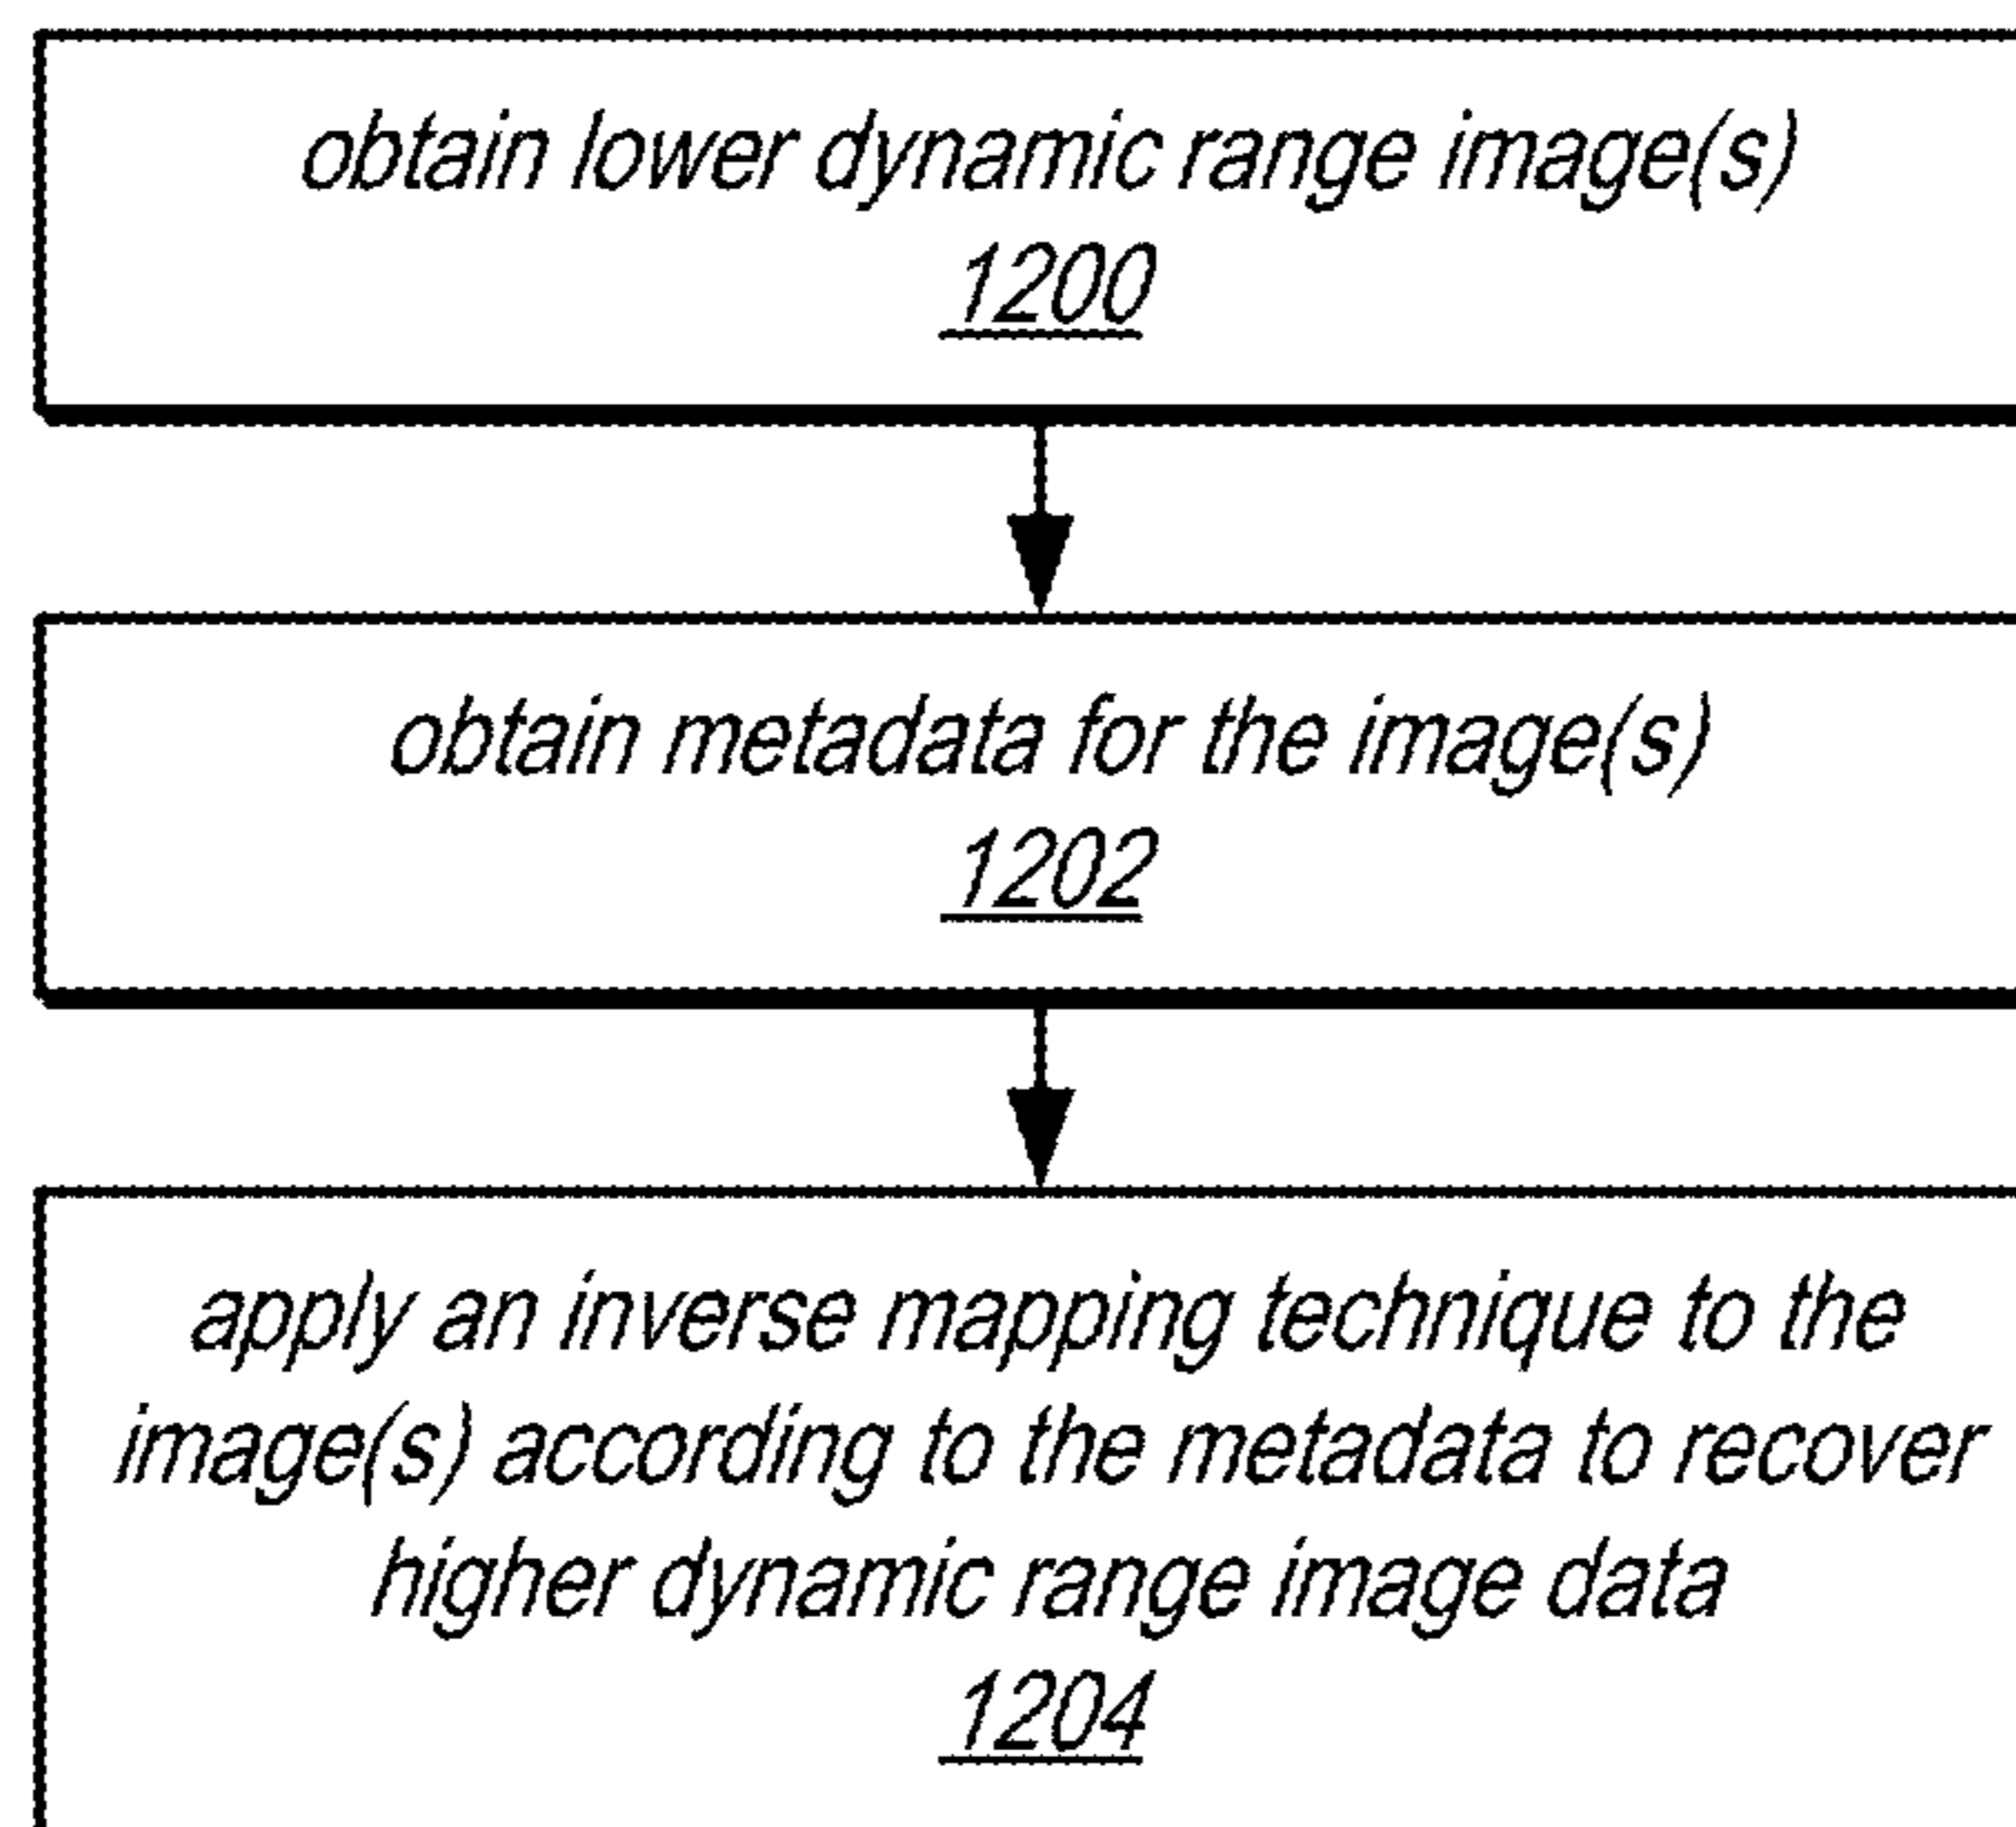 obtain lower dynamic range image(s)
1200
obtain metadata for the image(s)
1202
apply an inverse mapping technique to the
image(s) according to the metadata to recover
higher dynamic range image data
1204